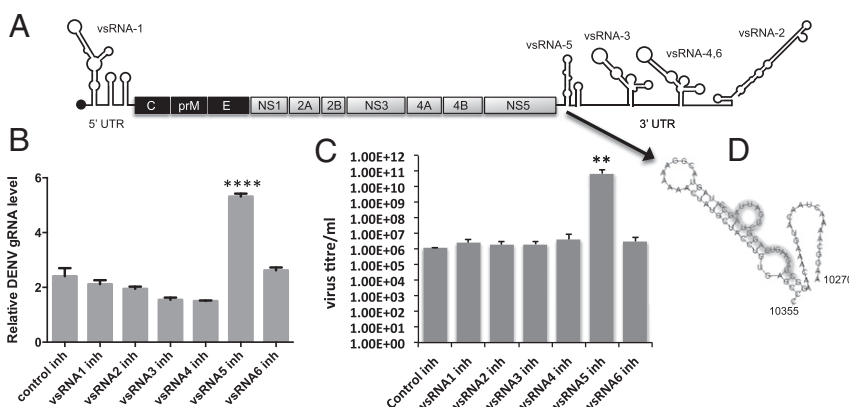 A
vsRNA-1
vsRNA-5
vsRNA-3
vsRNA-4,6
vsRNA-2
C prM E NS1 2A 2B NS3 4A 4B NS5
5' UTR
3' UTR
B
Relative DENV gRNA level
6
4
2
0
****
control inh
vsRNA1 inh
vsRNA2 inh
vsRNA3 inh
vsRNA4 inh
vsRNA5 inh
vsRNA6 inh
C
virus titre/ml
1.00E+12
1.00E+11
1.00E+10
1.00E+09
1.00E+08
1.00E+07
1.00E+06
1.00E+05
1.00E+04
1.00E+03
1.00E+02
1.00E+01
1.00E+00
**
Control inh
vsRNA1 inh
vsRNA2 inh
vsRNA3 inh
vsRNA4 inh
vsRNA5 inh
vsRNA6 inh
D
10270
10355